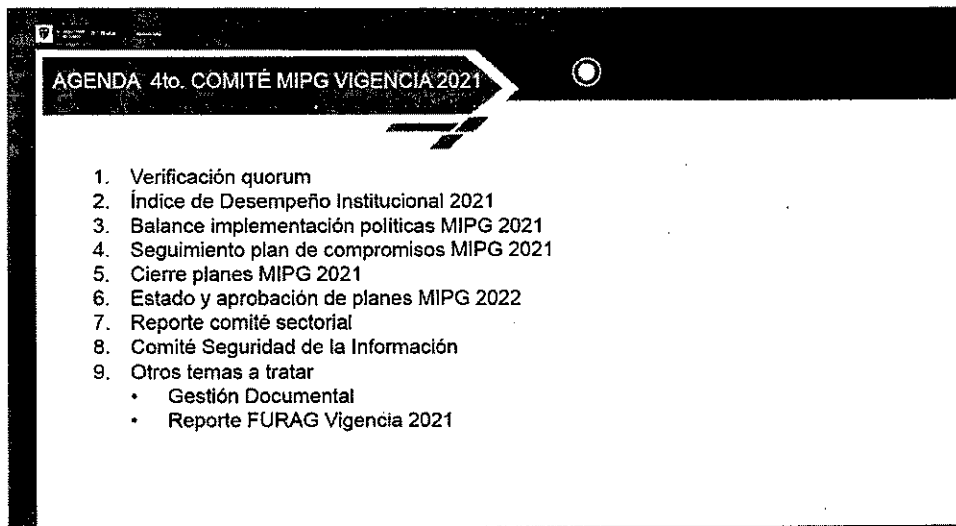 AGENDA 4to. COMITÉ MIPG VIGENCIA 2021
1. Verificación quorum
2. Índice de Desempeño Institucional 2021
3. Balance implementación políticas MIPG 2021
4. Seguimiento plan de compromisos MIPG 2021
5. Cierre planes MIPG 2021
6. Estado y aprobación de planes MIPG 2022
7. Reporte comité sectorial
8. Comité Seguridad de la Información
9. Otros temas a tratar
• Gestión Documental
• Reporte FURAG Vigencia 2021